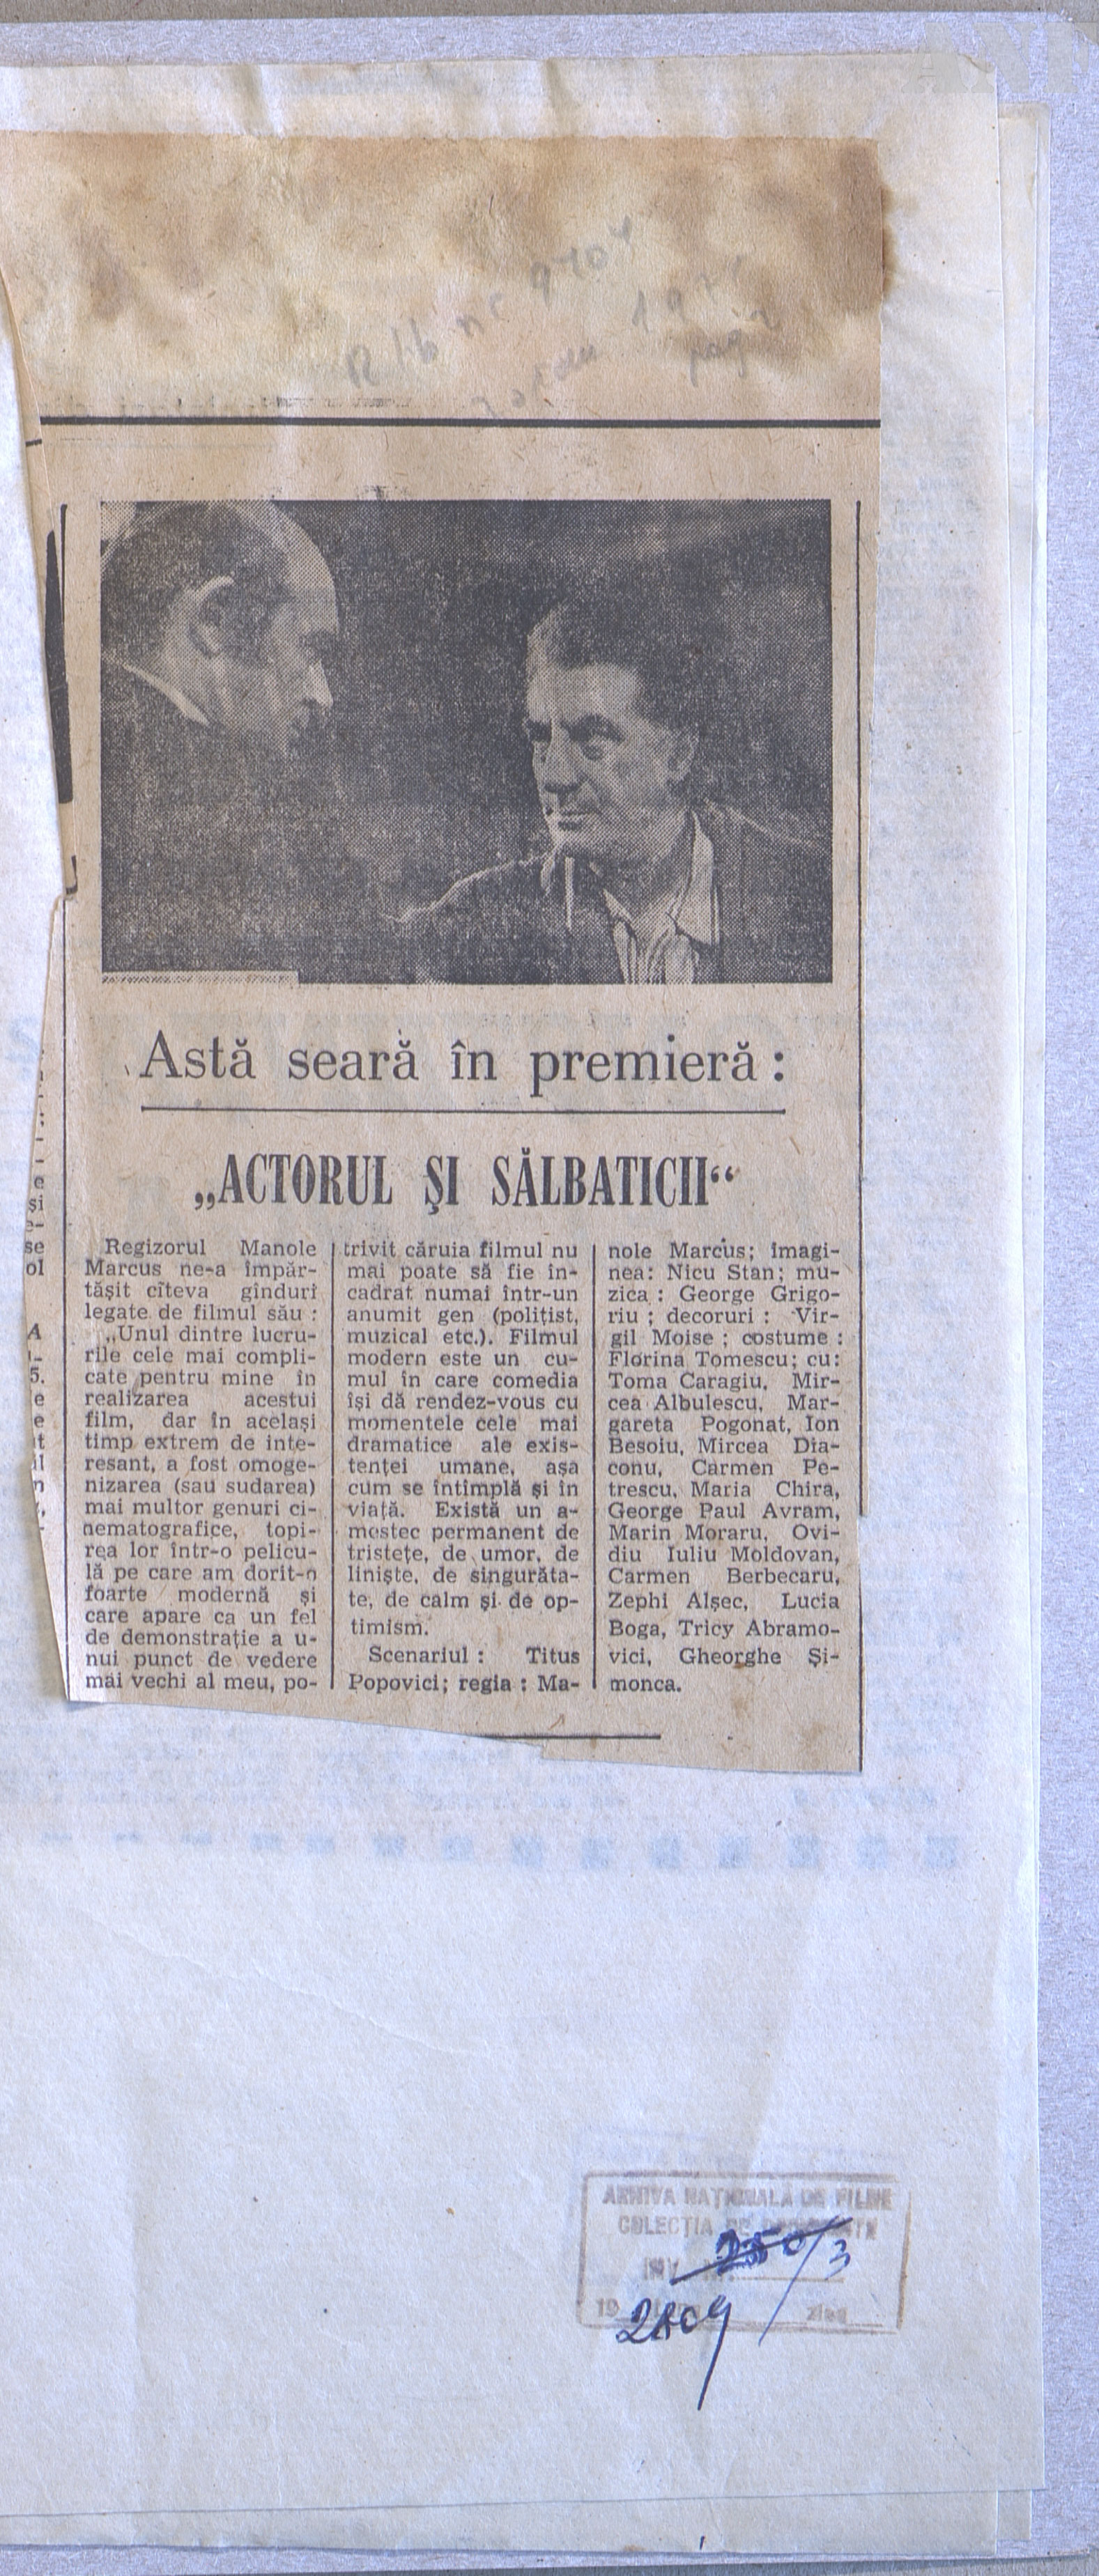 ANF
Astă seară în premieră :
„ACTORUL ŞI SĂLBATICII“
Regizorul Manole
Marcus ne-a împăr-
tăşit cîteva gînduri
legate de filmul său :
„Unul dintre lucru-
rile cele mai compli-
cate pentru mine în
realizarea acestui
film, dar în acelaşi
timp extrem de inte-
resant, a fost omoge-
nizarea (sau sudarea)
mai multor genuri ci-
nematografice, topi-
rea lor într-o pelicu-
lă pe care am dorit-o
foarte modernă şi
care apare ca un fel
de demonstraţie a u-
nui punct de vedere
mai vechi al meu, po-
trivit căruia filmul nu
mai poate să fie în-
cadrat numai într-un
anumit gen (poliţist,
muzical etc.). Filmul
modern este un cu-
mul în care comedia
îşi dă rendez-vous cu
momentele cele mai
dramatice ale exis-
tenţei umane, aşa
cum se întîmplă şi în
viaţă. Există un a-
mestec permanent de
tristeţe, de umor, de
linişte, de singurăta-
te, de calm şi de op-
timism.
Scenariul : Titus
Popovici; regia : Ma-
nole Marcus; imagi-
nea: Nicu Stan; mu-
zica : George Grigo-
riu ; decoruri : Vir-
gil Moise ; costume :
Florina Tomescu; cu:
Toma Caragiu, Mir-
cea Albulescu, Mar-
gareta Pogonat, Ion
Besoiu, Mircea Dia-
conu, Carmen Pe-
trescu, Maria Chira,
George Paul Avram,
Marin Moraru, Ovi-
diu Iuliu Moldovan,
Carmen Berbecaru,
Zephi Alşec, Lucia
Boga, Tricy Abramo-
vici, Gheorghe Şi-
monca.
ARHIVA NAŢIONALĂ DE FILME
COLECŢIA DE
250/3
19 ziua